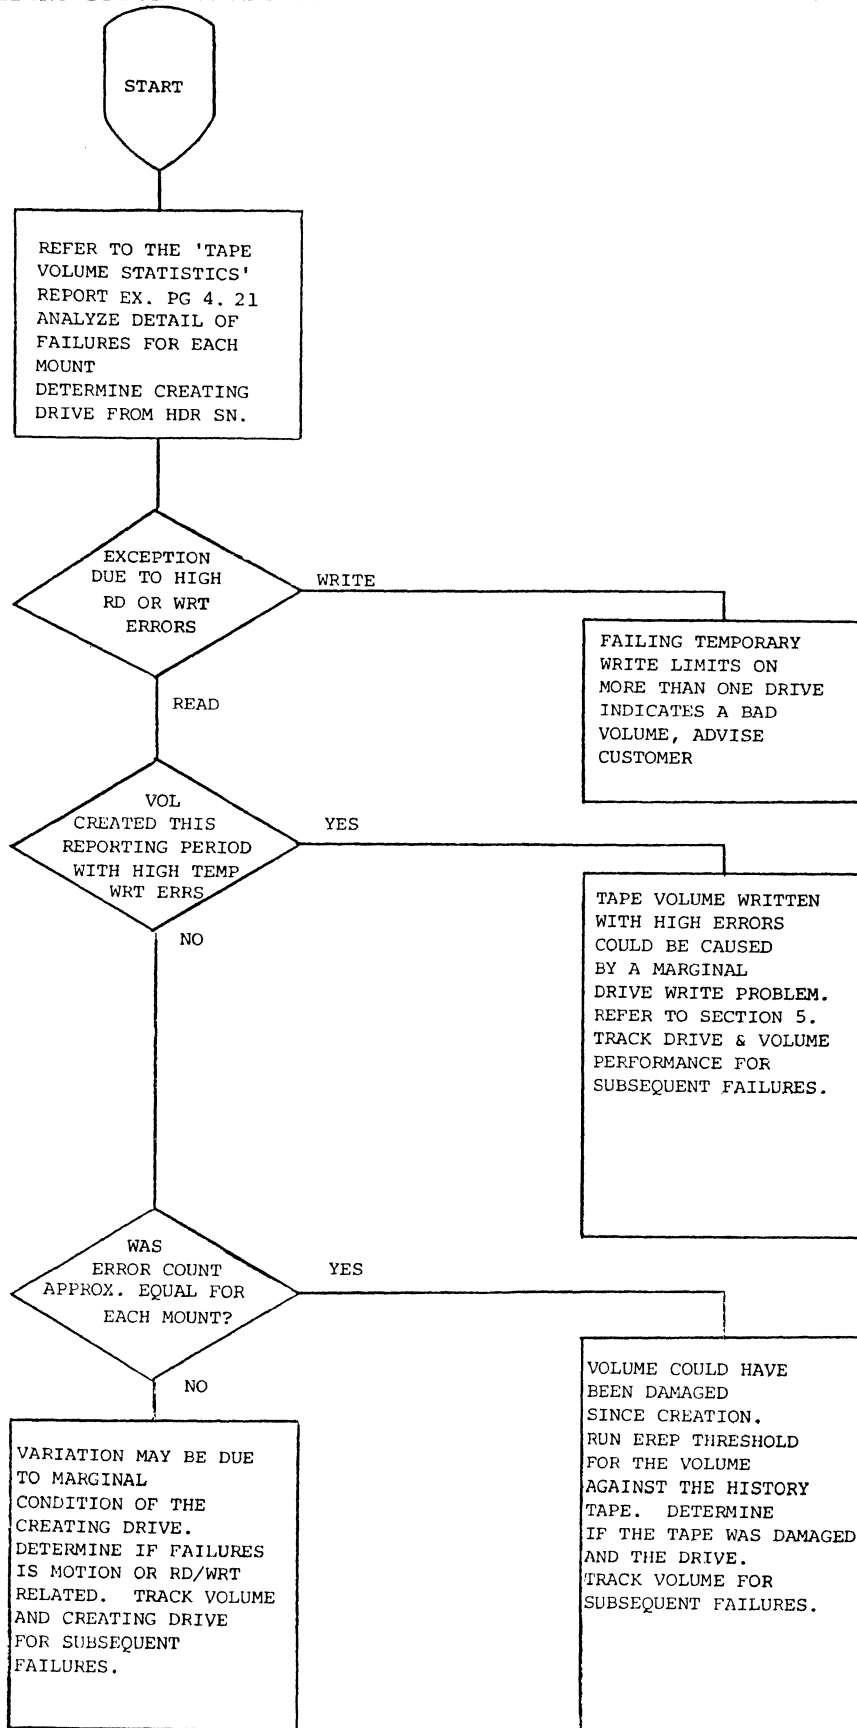 START
REFER TO THE 'TAPE
VOLUME STATISTICS'
REPORT EX. PG 4. 21
ANALYZE DETAIL OF
FAILURES FOR EACH
MOUNT
DETERMINE CREATING
DRIVE FROM HDR SN.
EXCEPTION
DUE TO HIGH
RD OR WRT
ERRORS
WRITE
FAILING TEMPORARY
WRITE LIMITS ON
MORE THAN ONE DRIVE
INDICATES A BAD
VOLUME, ADVISE
CUSTOMER
READ
VOL
CREATED THIS
REPORTING PERIOD
WITH HIGH TEMP
WRT ERRS
YES
TAPE VOLUME WRITTEN
WITH HIGH ERRORS
COULD BE CAUSED
BY A MARGINAL
DRIVE WRITE PROBLEM.
REFER TO SECTION 5.
TRACK DRIVE & VOLUME
PERFORMANCE FOR
SUBSEQUENT FAILURES.
NO
WAS
ERROR COUNT
APPROX. EQUAL FOR
EACH MOUNT?
YES
VOLUME COULD HAVE
BEEN DAMAGED
SINCE CREATION.
RUN EREP THRESHOLD
FOR THE VOLUME
AGAINST THE HISTORY
TAPE. DETERMINE
IF THE TAPE WAS DAMAGED
AND THE DRIVE.
TRACK VOLUME FOR
SUBSEQUENT FAILURES.
NO
VARIATION MAY BE DUE
TO MARGINAL
CONDITION OF THE
CREATING DRIVE.
DETERMINE IF FAILURES
IS MOTION OR RD/WRT
RELATED. TRACK VOLUME
AND CREATING DRIVE
FOR SUBSEQUENT
FAILURES.